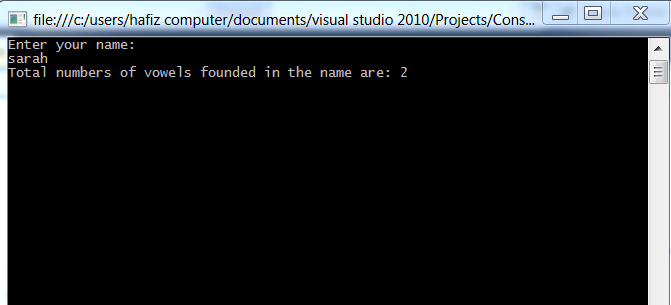 file:///c:/users/hafiz computer/documents/visual studio 2010/Projects/Cons...
Enter your name:
sarah
Total numbers of vowels founded in the name are: 2